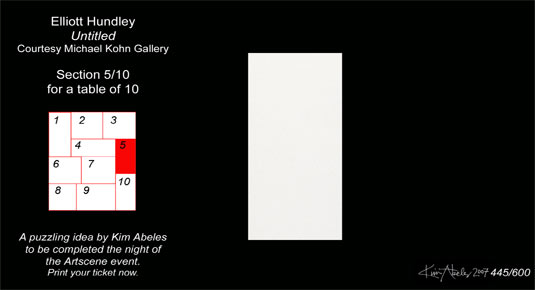 Elliott Hundley
Untitled
Courtesy Michael Kohn Gallery
Section 5/10
for a table of 10
1 2 3
4 5
6 7
8 9 10
A puzzling idea by Kim Abeles
to be completed the night of
the Artscene event.
Print your ticket now.
Kim Abeles 2007 445/600